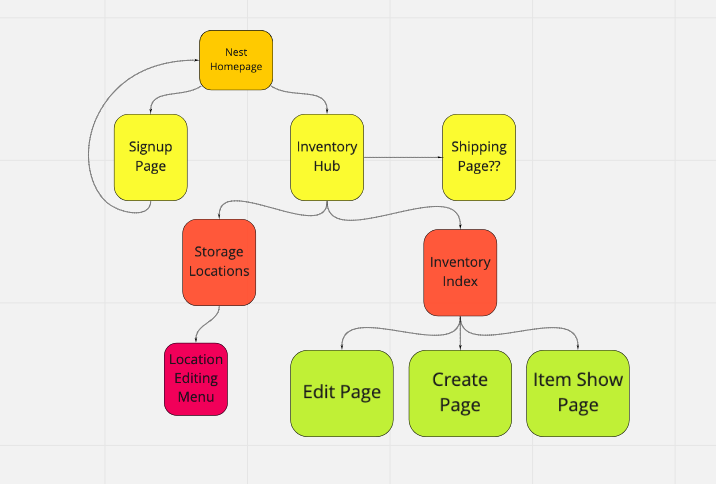 Nest
Homepage
Signup
Page
Inventory
Hub
Shipping
Page??
Storage
Locations
Inventory
Index
Location
Editing
Menu
Edit Page
Create
Page
Item Show
Page